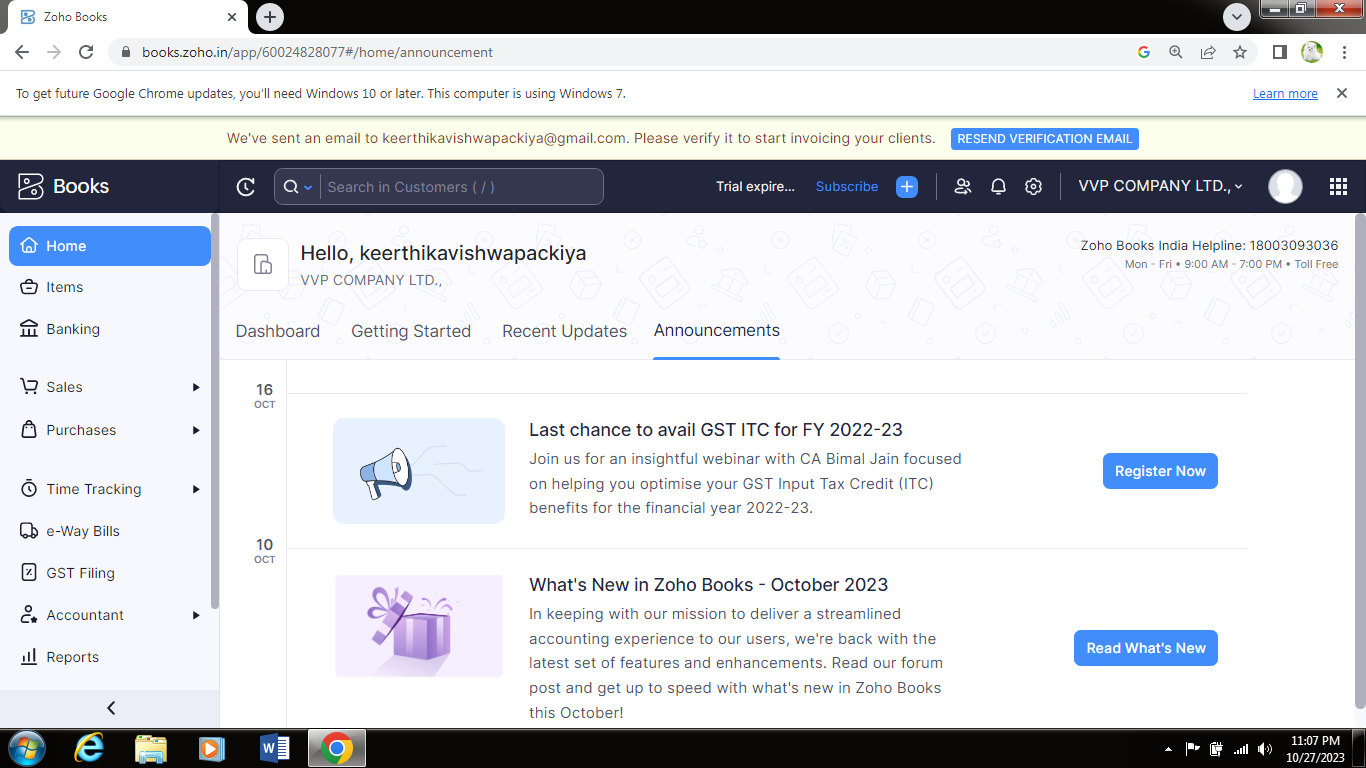 Zoho Books
books.zoho.in/app/60024828077#/home/announcement
To get future Google Chrome updates, you'll need Windows 10 or later. This computer is using Windows 7.
Learn more
We've sent an email to keerthikavishwapackiya@gmail.com. Please verify it to start invoicing your clients.
RESEND VERIFICATION EMAIL
Books
Search in Customers ( / )
Trial expire...
Subscribe
VVP COMPANY LTD.,
Home
Items
Banking
Sales
Purchases
Time Tracking
e-Way Bills
GST Filing
Accountant
Reports
Hello, keerthikavishwapackiya
VVP COMPANY LTD.,
Zoho Books India Helpline: 18003093036
Mon - Fri • 9:00 AM - 7:00 PM • Toll Free
Dashboard
Getting Started
Recent Updates
Announcements
16
OCT
Last chance to avail GST ITC for FY 2022-23
Join us for an insightful webinar with CA Bimal Jain focused
on helping you optimise your GST Input Tax Credit (ITC)
benefits for the financial year 2022-23.
Register Now
10
OCT
What's New in Zoho Books - October 2023
In keeping with our mission to deliver a streamlined
accounting experience to our users, we're back with the
latest set of features and enhancements. Read our forum
post and get up to speed with what's new in Zoho Books
this October!
Read What's New
11:07 PM
10/27/2023